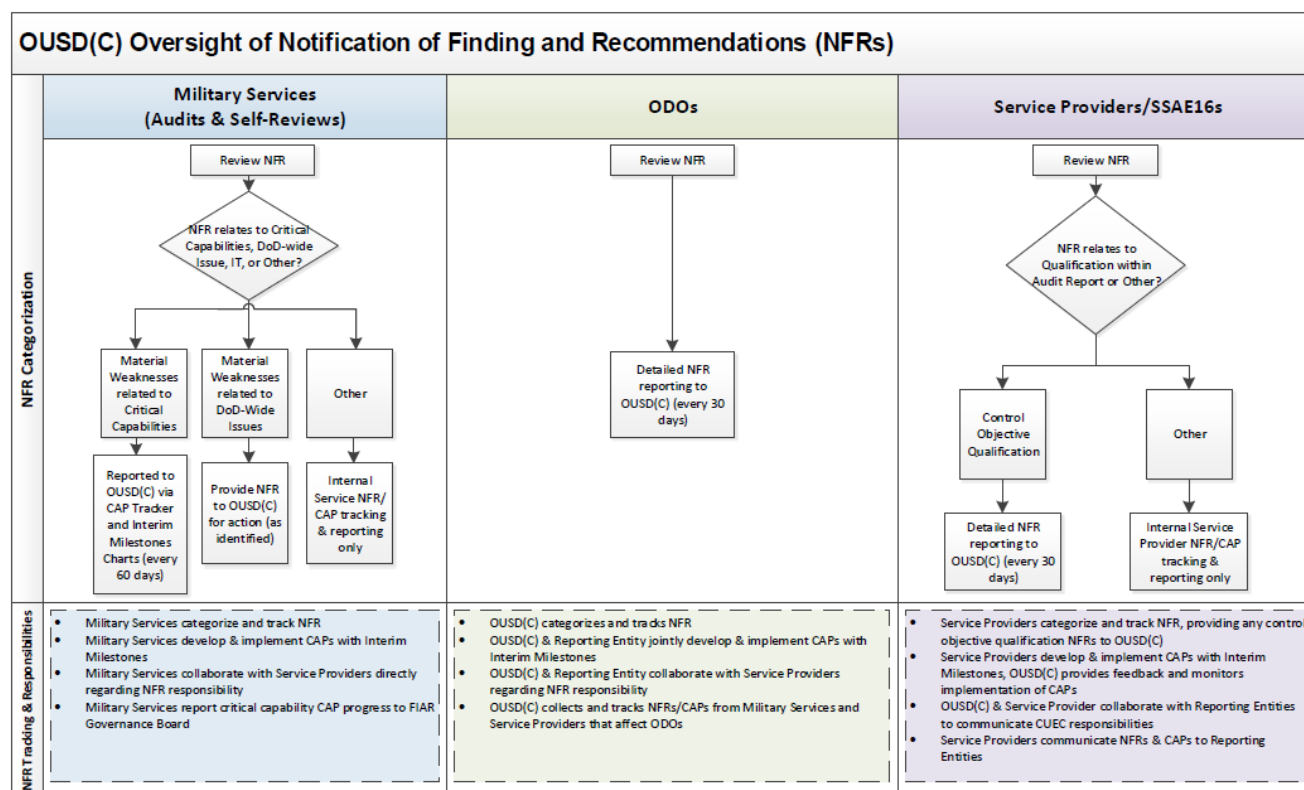 OUSD(C) Oversight of Notification of Finding and Recommendations (NFRs)
NFR Categorization
Military Services
(Audits & Self-Reviews)
Review NFR
NFR relates to Critical
Capabilities, DoD-wide
Issue, IT, or Other?
Material
Weaknesses
related to
Critical
Capabilities
Material
Weaknesses
related to
DoD-Wide
Issues
Other
Reported to
OUSD(C) via
CAP Tracker
and Interim
Milestones
Charts (every
60 days)
Provide NFR
to OUSD(C)
for action (as
identified)
Internal
Service NFR/
CAP tracking
& reporting
only
ODOs
Review NFR
Detailed NFR
reporting to
OUSD(C) (every 30
days)
Service Providers/SSAE16s
Review NFR
NFR relates to
Qualification within
Audit Report or Other?
Control
Objective
Qualification
Other
Detailed NFR
reporting to
OUSD(C) (every 30
days)
Internal Service
Provider NFR/CAP
tracking &
reporting only
NFR Tracking & Responsibilities
• Military Services categorize and track NFR
• Military Services develop & implement CAPs with Interim
Milestones
• Military Services collaborate with Service Providers directly
regarding NFR responsibility
• Military Services report critical capability CAP progress to FIAR
Governance Board
• OUSD(C) categorizes and tracks NFR
• OUSD(C) & Reporting Entity jointly develop & implement CAPs with
Interim Milestones
• OUSD(C) & Reporting Entity collaborate with Service Providers
regarding NFR responsibility
• OUSD(C) collects and tracks NFRs/CAPs from Military Services and
Service Providers that affect ODOs
• Service Providers categorize and track NFR, providing any control
objective qualification NFRs to OUSD(C)
• Service Providers develop & implement CAPs with Interim
Milestones, OUSD(C) provides feedback and monitors
implementation of CAPs
• OUSD(C) & Service Provider collaborate with Reporting Entities
to communicate CUEC responsibilities
• Service Providers communicate NFRs & CAPs to Reporting
Entities